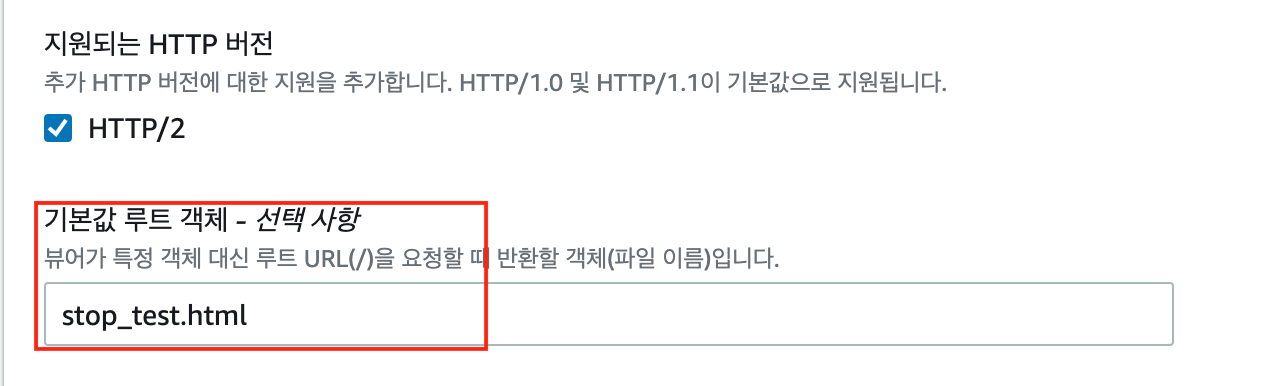 지원되는 HTTP 버전
추가 HTTP 버전에 대한 지원을 추가합니다. HTTP/1.0 및 HTTP/1.1이 기본값으로 지원됩니다.
HTTP/2
기본값 루트 객체 - 선택 사항
뷰어가 특정 객체 대신 루트 URL(/)을 요청할 때 반환할 객체(파일 이름)입니다.
stop_test.html